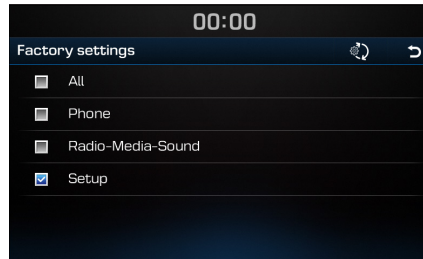 00:00
Factory settings
All
Phone
Radio-Media-Sound
Setup